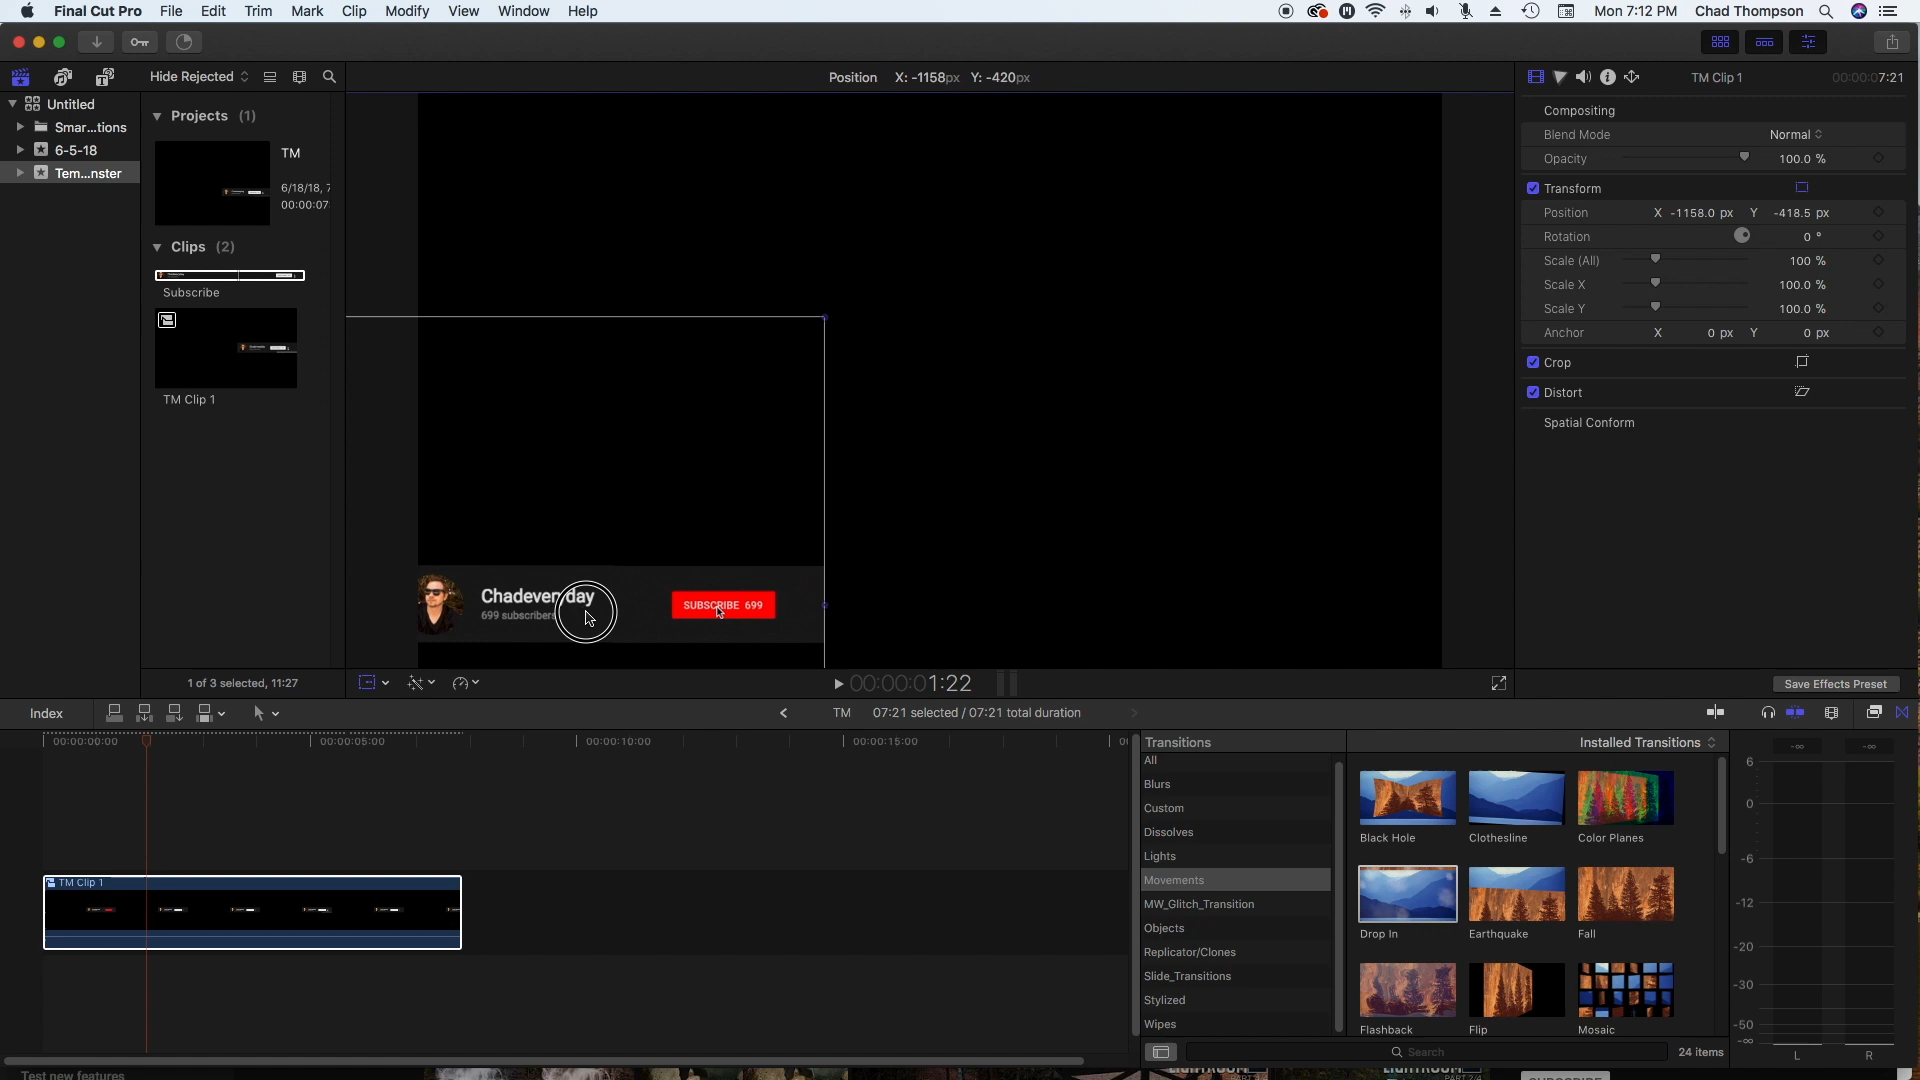 Final Cut Pro File Edit Trim Mark Clip Modify View Window Help Mon 7:12 PM Chad Thompson
Hide Rejected
Position X: -1158px Y: -420px
TM Clip 1 00:00:07:21
Untitled
Smar...tions
6-5-18
Tem...nster
Projects (1)
TM
6/18/18, 7
00:00:07
Clips (2)
Subscribe
TM Clip 1
Compositing
Blend Mode Normal
Opacity 100.0 %
Transform
Position X -1158.0 px Y -418.5 px
Rotation 0 °
Scale (All) 100 %
Scale X 100.0 %
Scale Y 100.0 %
Anchor X 0 px Y 0 px
Crop
Distort
Spatial Conform
699 subscribers
SUBSCRIBE 699
1 of 3 selected, 11:27
00:00:01:22
Save Effects Preset
Index
TM 07:21 selected / 07:21 total duration
00:00:00:00 00:00:05:00 00:00:10:00 00:00:15:00
TM Clip 1
Transitions
Installed Transitions
All
Blurs
Custom
Dissolves
Lights
Movements
MW_Glitch_Transition
Objects
Replicator/Clones
Slide_Transitions
Stylized
Wipes
Black Hole Clothesline Color Planes
Drop In Earthquake Fall
Flashback Flip Mosaic
Search
24 items
-∞ -∞
6
0
-6
-12
-20
-30
-50
-∞
L R
Test new features